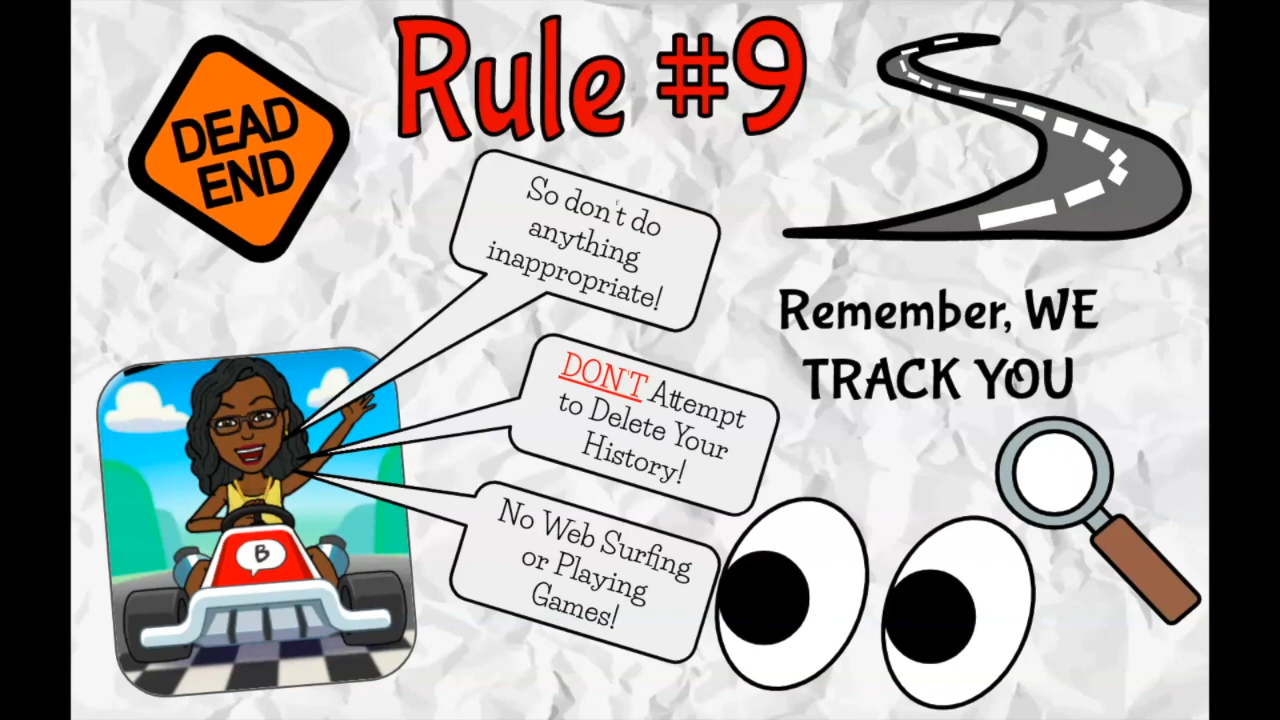 Rule #9
DEAD
END
So don't do
anything
inappropriate!
Remember, WE
TRACK YOU
DON'T Attempt
to Delete Your
History!
No Web Surfing
or Playing
Games!
B